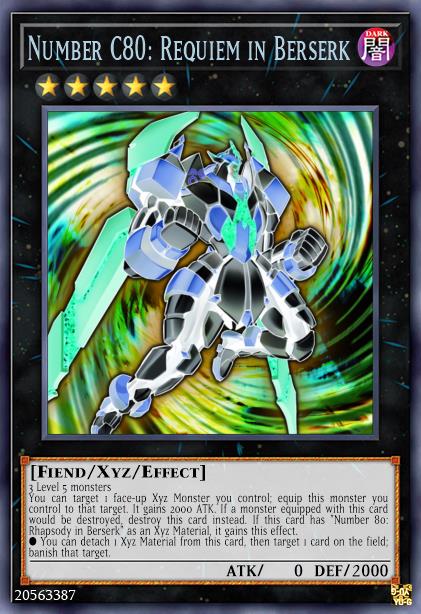 Number C80: Requiem in Berserk
DARK
闇
[Fiend/Xyz/Effect]
3 Level 5 monsters
You can target 1 face-up Xyz Monster you control; equip this monster you
control to that target. It gains 2000 ATK. If a monster equipped with this card
would be destroyed, destroy this card instead. If this card has "Number 80:
Rhapsody in Berserk" as an Xyz Material, it gains this effect.
● You can detach 1 Xyz Material from this card, then target 1 card on the field;
banish that target.
ATK/ 0 DEF/2000
20563387